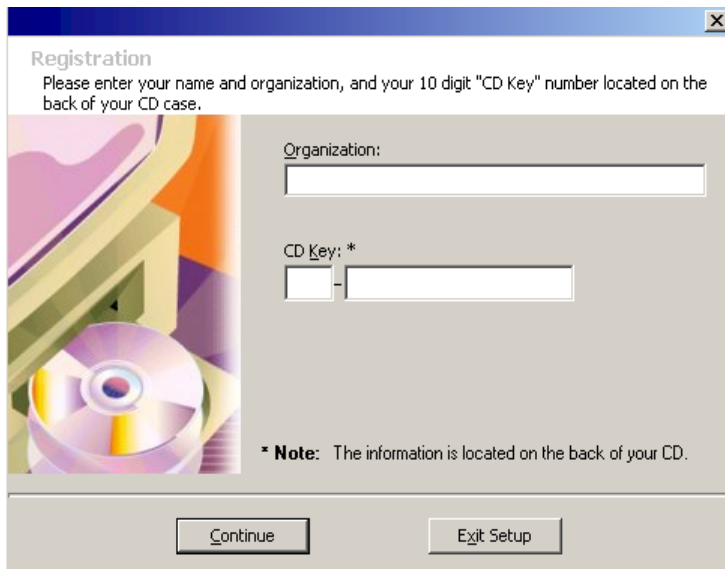 Registration
Please enter your name and organization, and your 10 digit "CD Key" number located on the
back of your CD case.
Organization:
CD Key: *
-
* Note: The information is located on the back of your CD.
Continue Exit Setup